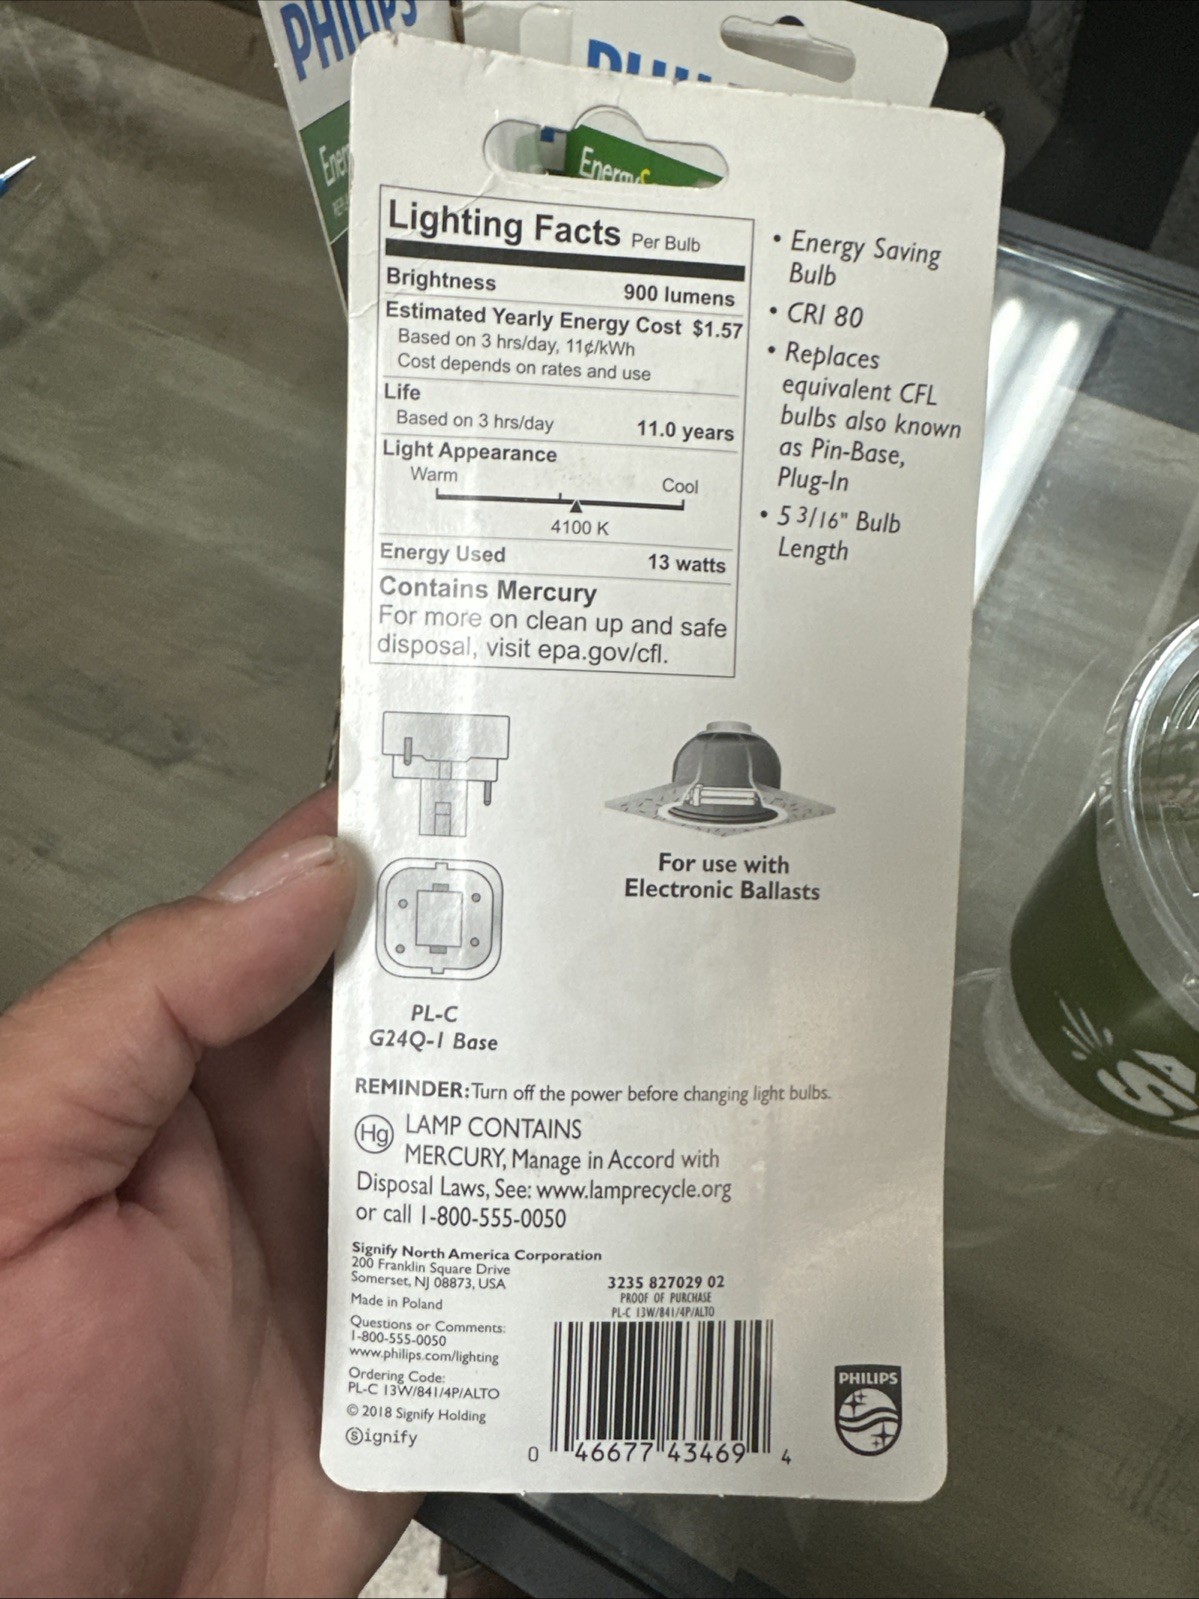 PHILIPS
Energy
Lighting Facts Per Bulb
Brightness 900 lumens
Estimated Yearly Energy Cost $1.57
Based on 3 hrs/day, 11¢/kWh
Cost depends on rates and use
Life
Based on 3 hrs/day 11.0 years
Light Appearance
Warm Cool
4100 K
Energy Used 13 watts
Contains Mercury
For more on clean up and safe
disposal, visit epa.gov/cfl.
• Energy Saving
Bulb
• CRI 80
• Replaces
equivalent CFL
bulbs also known
as Pin-Base,
Plug-In
• 5 3/16" Bulb
Length
For use with
Electronic Ballasts
PL-C
G24Q-1 Base
REMINDER: Turn off the power before changing light bulbs.
Hg LAMP CONTAINS
MERCURY, Manage in Accord with
Disposal Laws, See: www.lamprecycle.org
or call 1-800-555-0050
Signify North America Corporation
200 Franklin Square Drive
Somerset, NJ 08873, USA
Made in Poland
Questions or Comments:
1-800-555-0050
www.philips.com/lighting
Ordering Code:
PL-C 13W/841/4P/ALTO
© 2018 Signify Holding
Signify
3235 827029 02
PROOF OF PURCHASE
PL-C 13W/841/4P/ALTO
0 46677 43469 4
PHILIPS